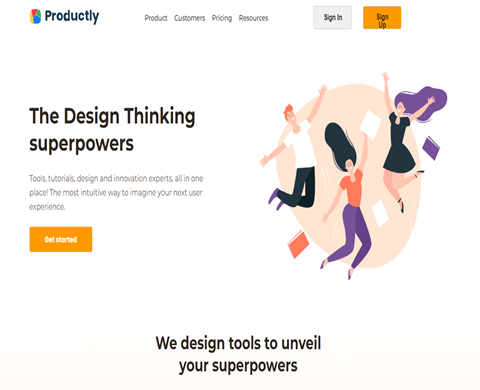 Productly
Product Customers Pricing Resources
Sign In
Sign
Up
The Design Thinking
superpowers
Tools, tutorials, design and innovation experts, all in one
place! The most intuitive way to imagine your next user
experience.
Get started
We design tools to unveil
your superpowers